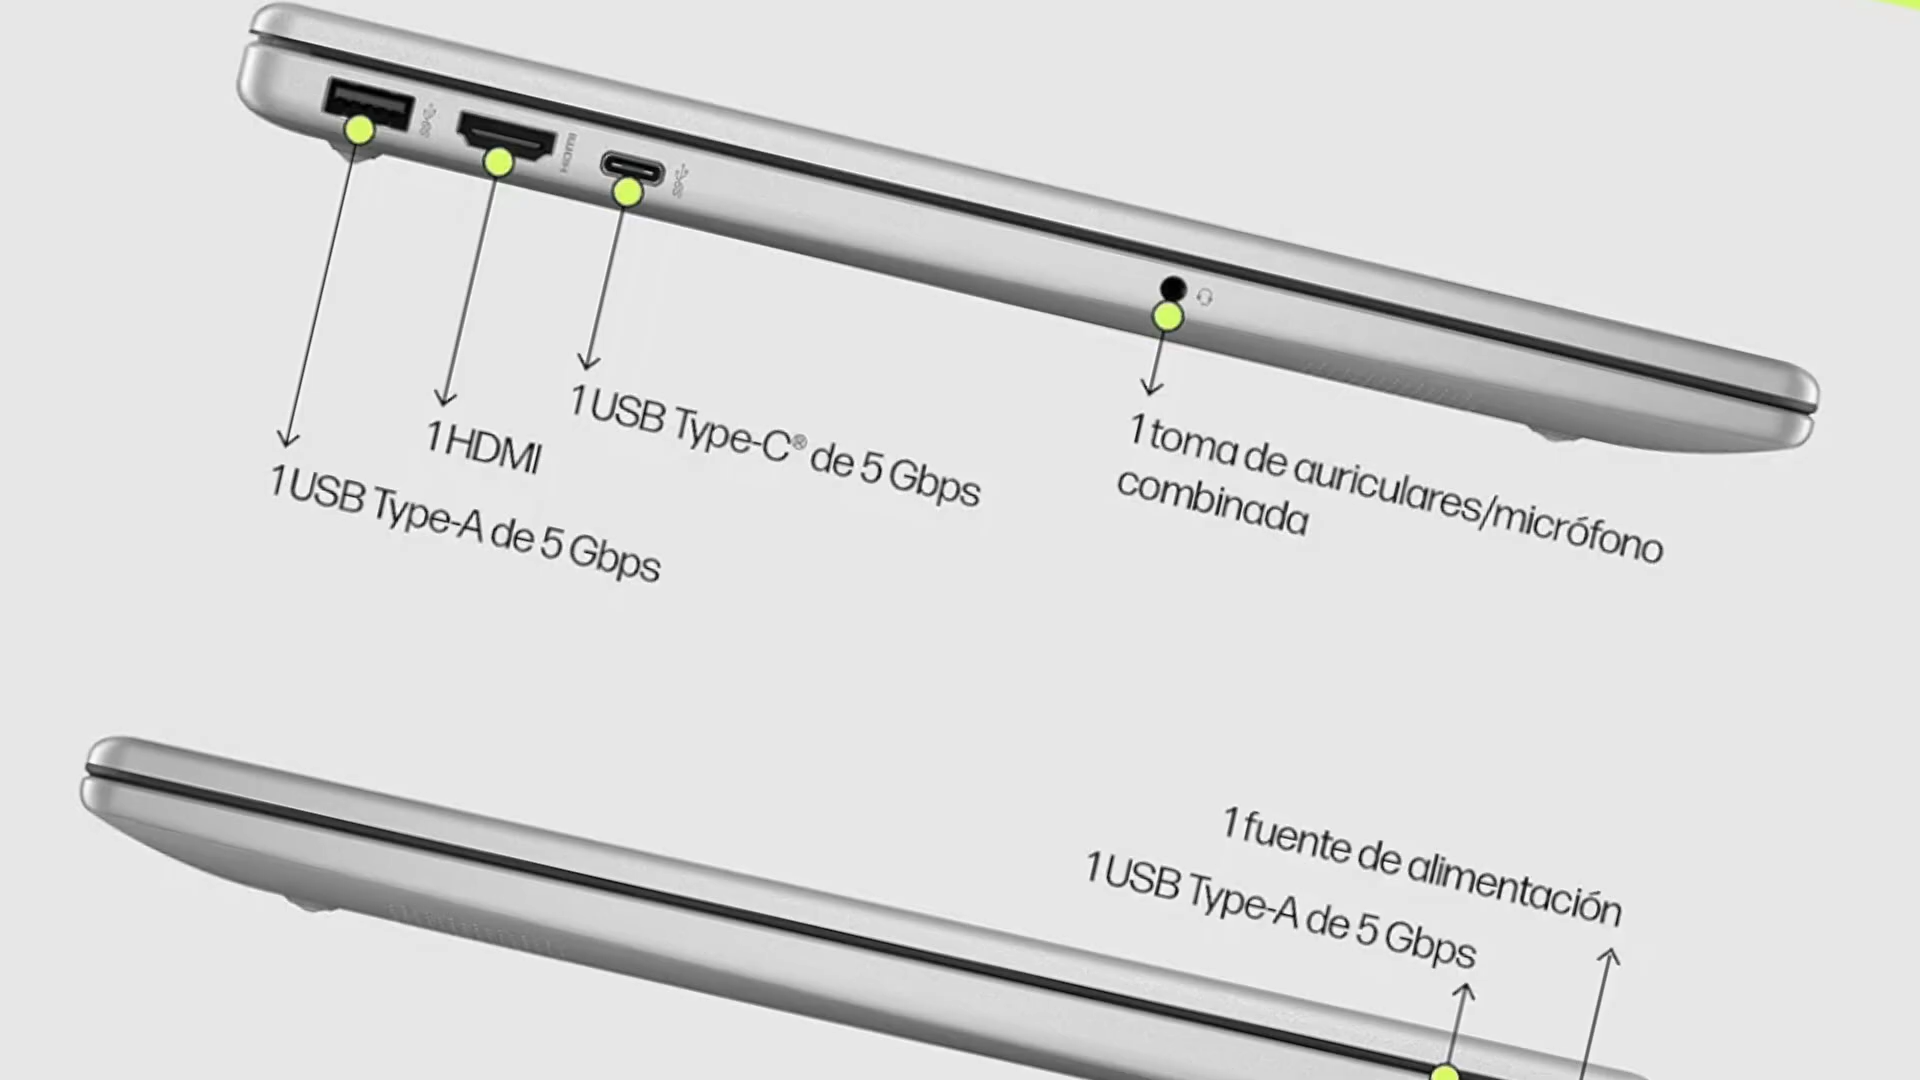 HDMI
1 USB Type-C® de 5 Gbps
1 HDMI
1 USB Type-A de 5 Gbps
1 toma de auriculares/micrófono
combinada
1 fuente de alimentación
1 USB Type-A de 5 Gbps